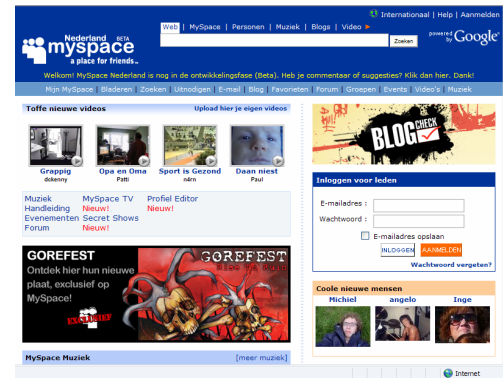 Internationaal | Help | Aanmelden
Web | MySpace | Personen | Muziek | Blogs | Video
Zoeken
powered by Google
Nederland BETA
myspace
a place for friends
Welkom! MySpace Nederland is nog in de ontwikkelingsfase (Beta). Heb je commentaar of suggesties? Klik dan hier. Dank!
Mijn MySpace | Bladeren | Zoeken | Uitnodigen | E-mail | Blog | Favorieten | Forum | Groepen | Events | Video's | Muziek
Toffe nieuwe videos
Upload hier je eigen videos
Grappig
dckenny
Opa en Oma
Patti
Sport is Gezond
n4rn
Daan niest
Paul
Muziek MySpace TV Profiel Editor
Handleiding Nieuw! Nieuw!
Evenementen Secret Shows
Forum Nieuw!
GOREFEST
Ontdek hier hun nieuwe
plaat, exclusief op
MySpace!
EXCLUSIEF
GOREFEST
RISE TO RUIN
MySpace Muziek
[meer muziek]
BLOG CHECK
Inloggen voor leden
E-mailadres :
Wachtwoord :
E-mailadres opslaan
INLOGGEN
AANMELDEN
Wachtwoord vergeten?
Coole nieuwe mensen
Michiel
angelo
Inge
Internet